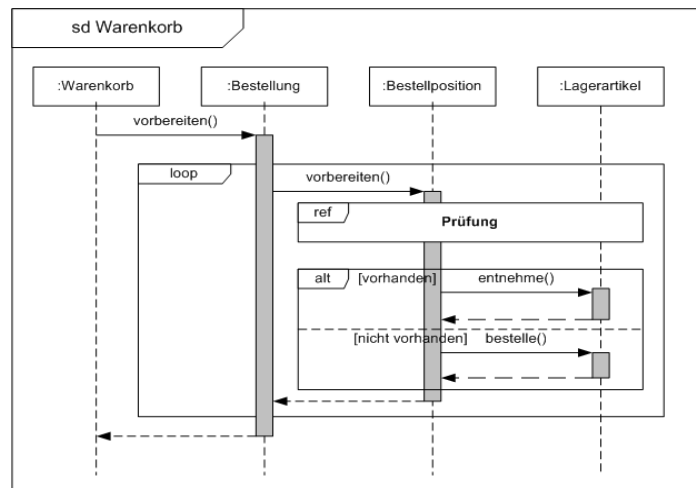 sd Warenkorb
:Warenkorb
:Bestellung
:Bestellposition
:Lagerartikel
vorbereiten()
loop
vorbereiten()
ref
Prüfung
alt
[vorhanden]
entnehme()
[nicht vorhanden]
bestelle()